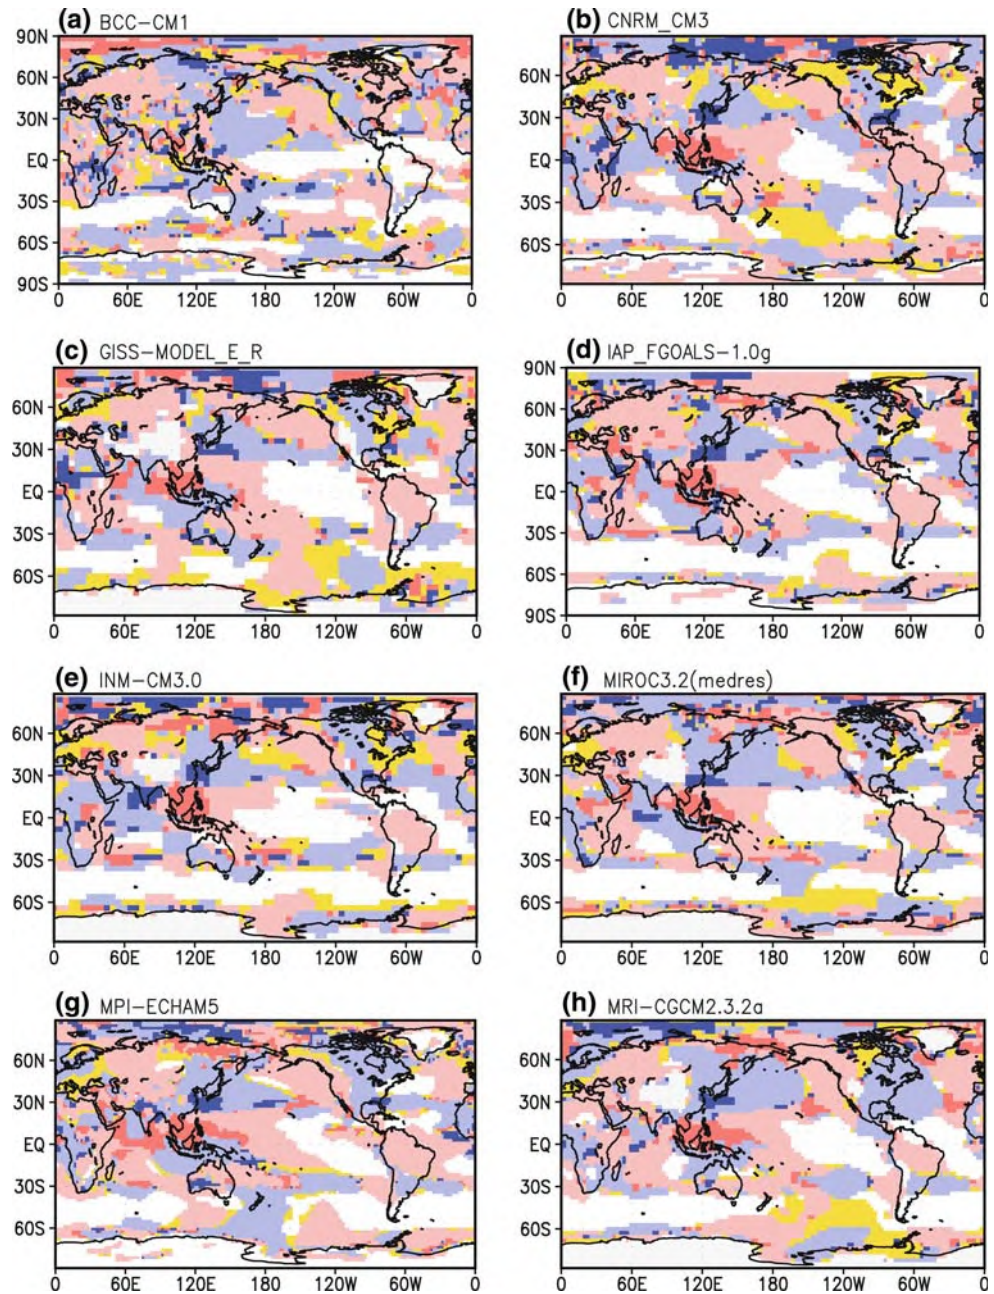 (a) BCC-CM1
90N
60N
30N
EQ
30S
60S
90S
0 60E 120E 180 120W 60W 0
(b) CNRM_CM3
60N
30N
EQ
30S
60S
0 60E 120E 180 120W 60W 0
(c) GISS-MODEL_E_R
60N
30N
EQ
30S
60S
0 60E 120E 180 120W 60W 0
(d) IAP_FGOALS-1.0g
90N
60N
30N
EQ
30S
60S
90S
0 60E 120E 180 120W 60W 0
(e) INM-CM3.0
60N
30N
EQ
30S
60S
0 60E 120E 180 120W 60W 0
(f) MIROC3.2(medres)
60N
30N
EQ
30S
60S
0 60E 120E 180 120W 60W 0
(g) MPI-ECHAM5
60N
30N
EQ
30S
60S
0 60E 120E 180 120W 60W 0
(h) MRI-CGCM2.3.2a
60N
30N
EQ
30S
60S
0 60E 120E 180 120W 60W 0